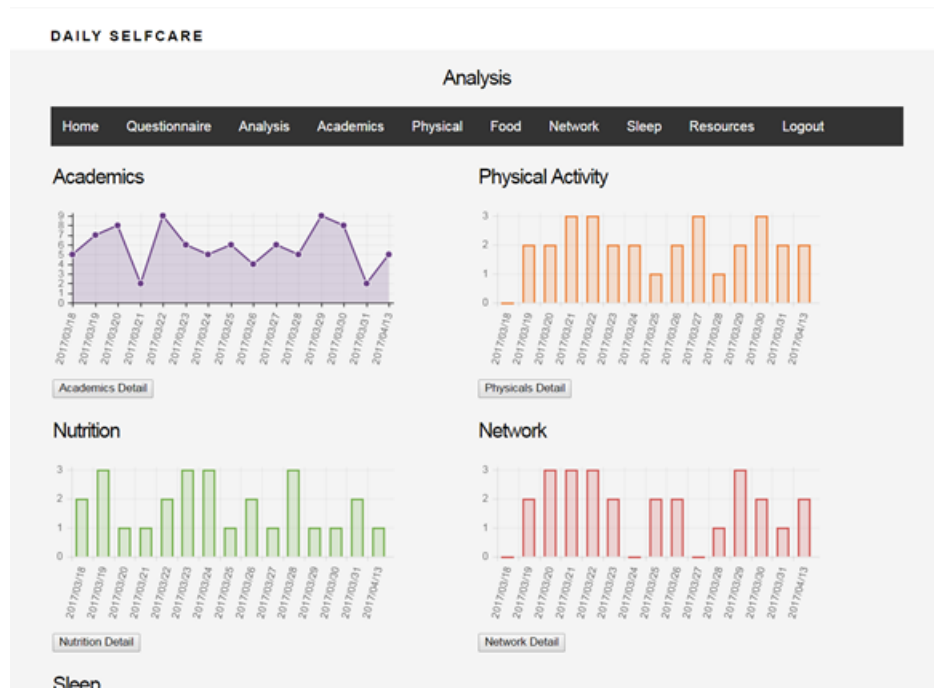 DAILY SELFCARE
Analysis
Home Questionnaire Analysis Academics Physical Food Network Sleep Resources Logout
Academics
9
8
7
6
5
4
3
2
1
0
2017/03/18 2017/03/19 2017/03/20 2017/03/21 2017/03/22 2017/03/23 2017/03/24 2017/03/25 2017/03/26 2017/03/27 2017/03/28 2017/03/29 2017/03/30 2017/03/31 2017/04/13
Academics Detail
Physical Activity
3
2
1
0
2017/03/18 2017/03/19 2017/03/20 2017/03/21 2017/03/22 2017/03/23 2017/03/24 2017/03/25 2017/03/26 2017/03/27 2017/03/28 2017/03/29 2017/03/30 2017/03/31 2017/04/13
Physicals Detail
Nutrition
3
2
1
0
2017/03/18 2017/03/19 2017/03/20 2017/03/21 2017/03/22 2017/03/23 2017/03/24 2017/03/25 2017/03/26 2017/03/27 2017/03/28 2017/03/29 2017/03/30 2017/03/31 2017/04/13
Nutrition Detail
Network
3
2
1
0
2017/03/18 2017/03/19 2017/03/20 2017/03/21 2017/03/22 2017/03/23 2017/03/24 2017/03/25 2017/03/26 2017/03/27 2017/03/28 2017/03/29 2017/03/30 2017/03/31 2017/04/13
Network Detail
Sleep